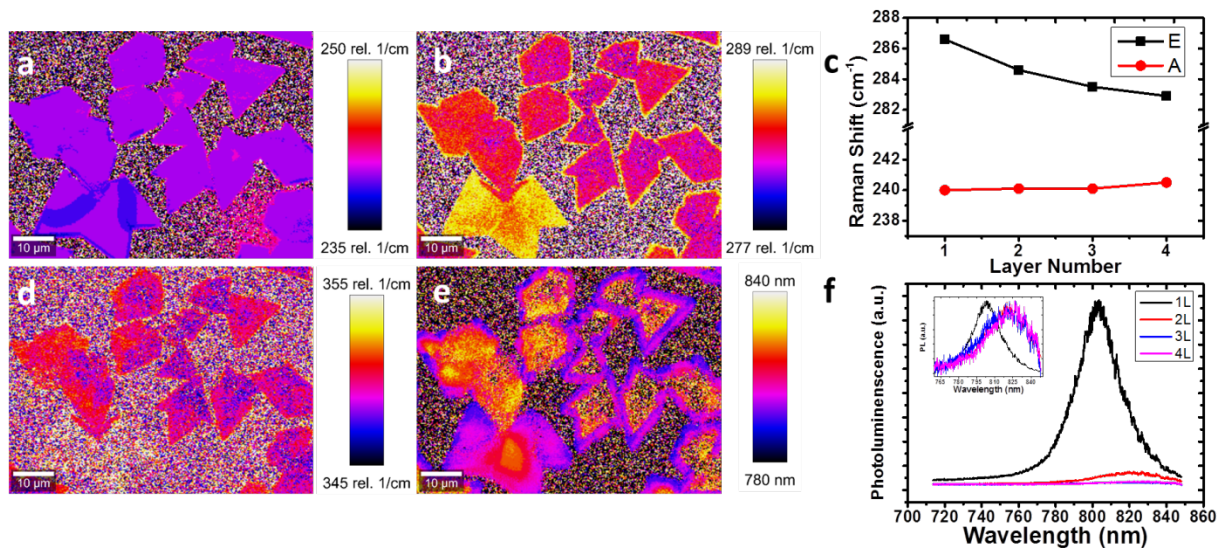 a
250 rel. 1/cm
235 rel. 1/cm
10 µm
b
289 rel. 1/cm
277 rel. 1/cm
10 µm
c
Raman Shift (cm-1)
288
286
284
282
242
240
238
E
A
1 2 3 4
Layer Number
d
355 rel. 1/cm
345 rel. 1/cm
10 µm
e
840 nm
780 nm
10 µm
f
Photoluminescence (a.u.)
1L
2L
3L
4L
PL (a.u.)
765 780 795 810 825 840
Wavelength (nm)
700 720 740 760 780 800 820 840 860
Wavelength (nm)